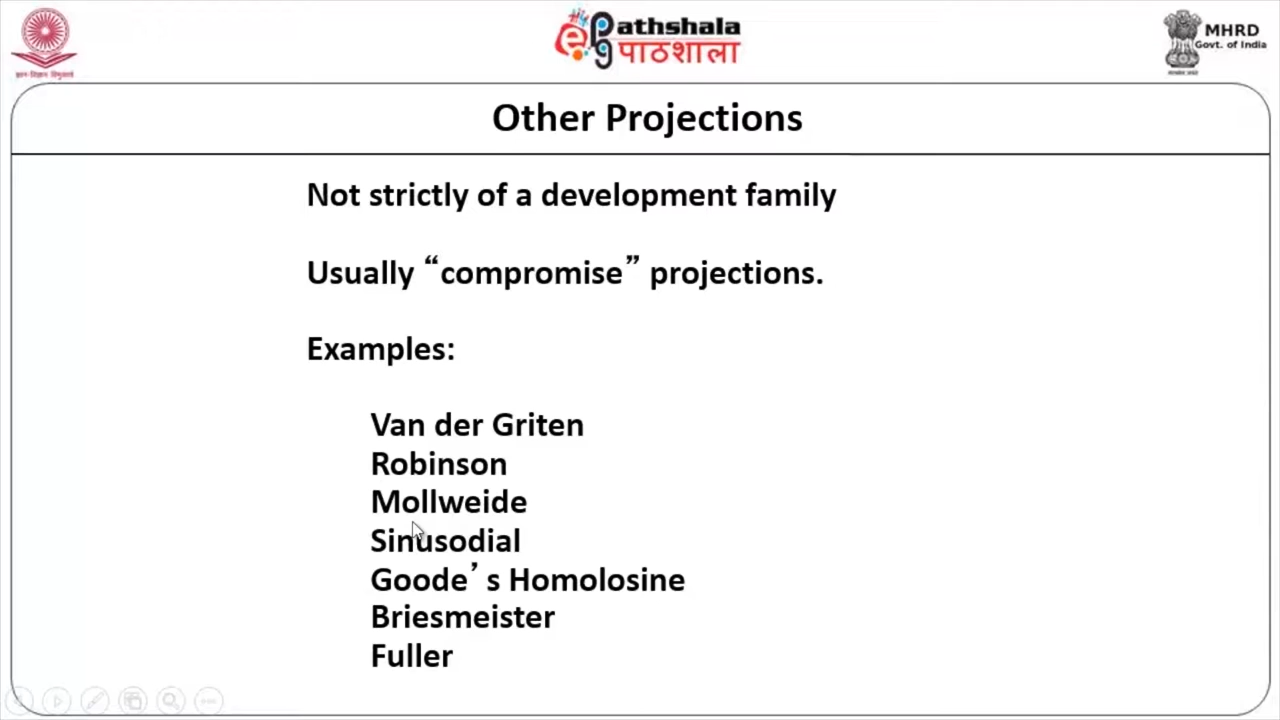 ePathshala
पाठशाला
MHRD
Govt. of India
Other Projections
Not strictly of a development family
Usually “compromise” projections.
Examples:
Van der Griten
Robinson
Mollweide
Sinusodial
Goode’s Homolosine
Briesmeister
Fuller